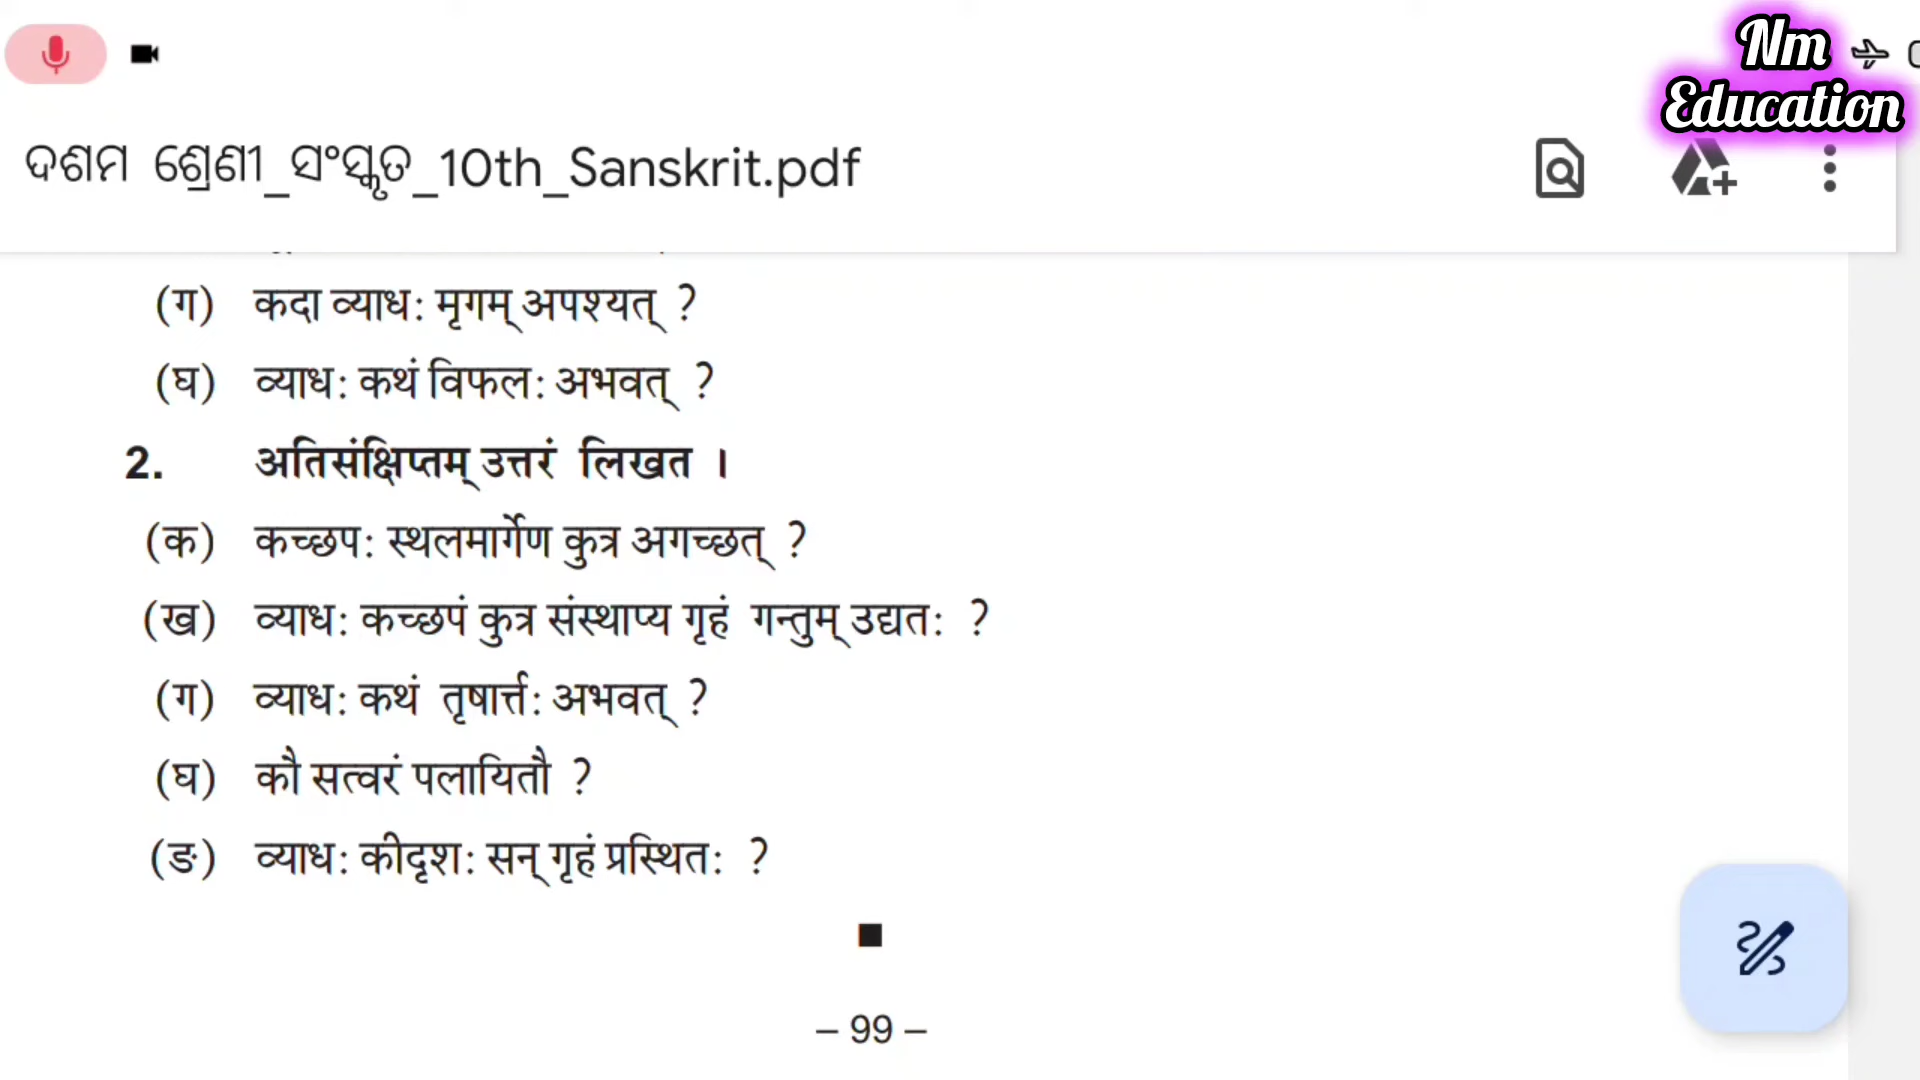 Nm
Education
ଦଶମ ଶ୍ରେଣୀ_ସଂସ୍କୃତ_10th_Sanskrit.pdf
(ग) कदा व्याधः मृगम् अपश्यत् ?
(घ) व्याधः कथं विफलः अभवत् ?
2. अतिसंक्षिप्तम् उत्तरं लिखत ।
(क) कच्छपः स्थलमार्गेण कुत्र अगच्छत् ?
(ख) व्याधः कच्छपं कुत्र संस्थाप्य गृहं गन्तुम् उद्यतः ?
(ग) व्याधः कथं तृषार्त्तः अभवत् ?
(घ) कौ सत्वरं पलायितौ ?
(ङ) व्याधः कीदृशः सन् गृहं प्रस्थितः ?
– 99 –